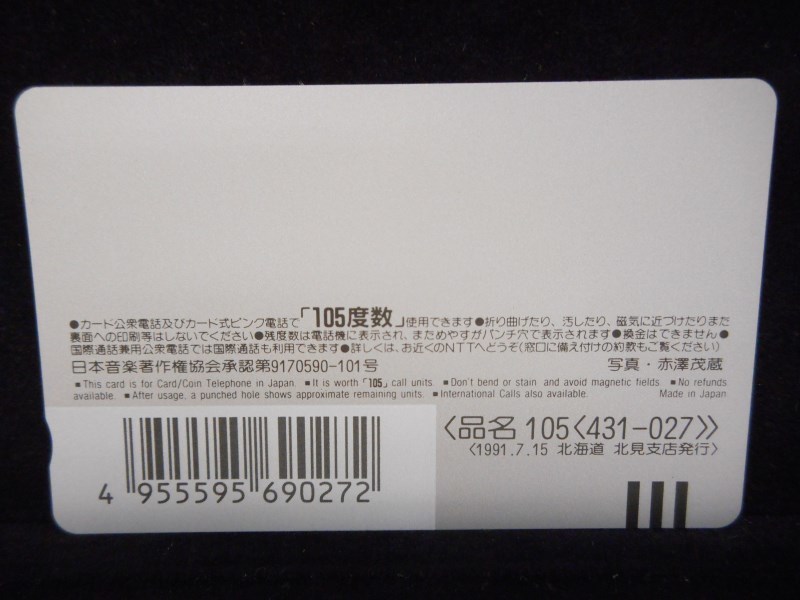 ●カード公衆電話及びカード式ピンク電話で「105度数」使用できます●折り曲げたり、汚したり、磁気に近づけたりまた
裏面への印刷等はしないでください●残度数は電話機に表示され、まためやすがパンチ穴で表示されます●換金はできません●
国際通話兼用公衆電話では国際通話も利用できます●詳しくは、お近くのNTTへどうぞ(窓口に備え付けの約款もご覧ください)
日本音楽著作権協会承認第9170590-101号 写真・赤澤茂蔵
■This card is for Card/Coin Telephone in Japan. ■It is worth「105」call units. ■Don't bend or stain and avoid magnetic fields. ■No refunds
available. ■After usage, a punched hole shows approximate remaining units. ■International Calls also available. Made in Japan.
〈品名 105〈431-027〉〉
〈1991.7.15 北海道 北見支店発行〉
4 955595 690272